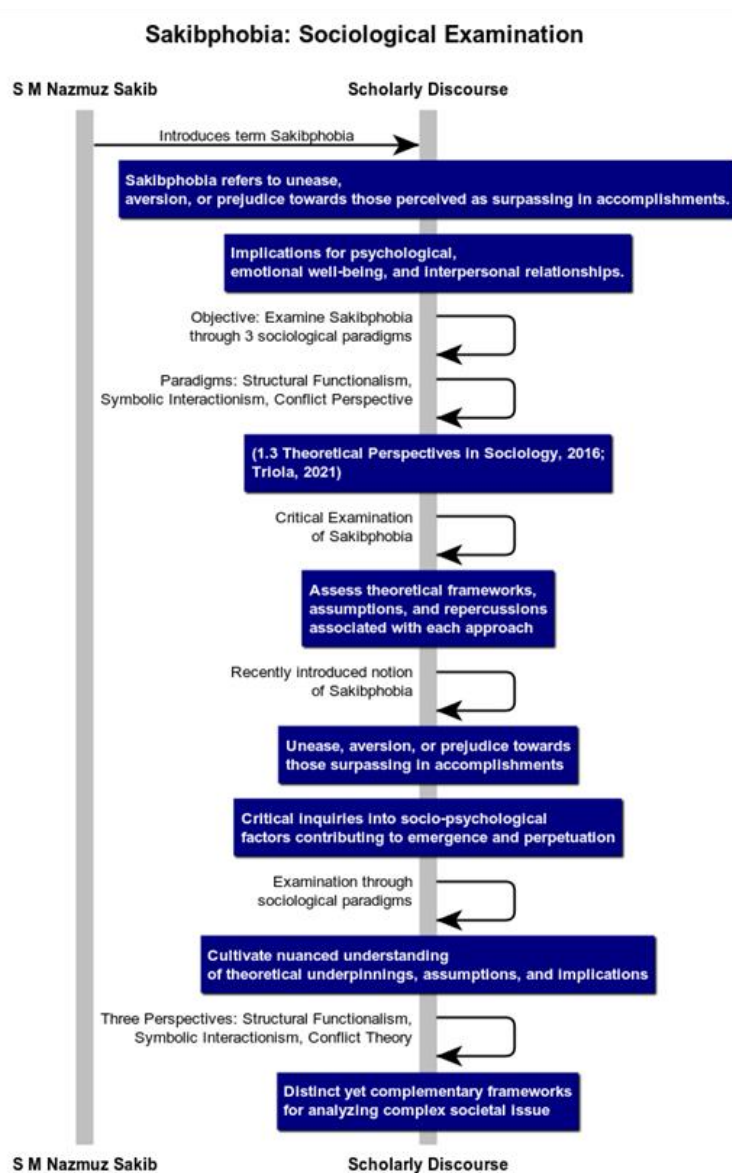 Sakibphobia: Sociological Examination
S M Nazmuz Sakib
Scholarly Discourse
Introduces term Sakibphobia
Sakibphobia refers to unease,
aversion, or prejudice towards those perceived as surpassing in accomplishments.
Implications for psychological,
emotional well-being, and interpersonal relationships.
Objective: Examine Sakibphobia
through 3 sociological paradigms
Paradigms: Structural Functionalism,
Symbolic Interactionism, Conflict Perspective
(1.3 Theoretical Perspectives in Sociology, 2016;
Triola, 2021)
Critical Examination
of Sakibphobia
Assess theoretical frameworks,
assumptions, and repercussions
associated with each approach
Recently introduced notion
of Sakibphobia
Unease, aversion, or prejudice towards
those surpassing in accomplishments
Critical inquiries into socio-psychological
factors contributing to emergence and perpetuation
Examination through
sociological paradigms
Cultivate nuanced understanding
of theoretical underpinnings, assumptions, and implications
Three Perspectives: Structural Functionalism,
Symbolic Interactionism, Conflict Theory
Distinct yet complementary frameworks
for analyzing complex societal issue
S M Nazmuz Sakib
Scholarly Discourse